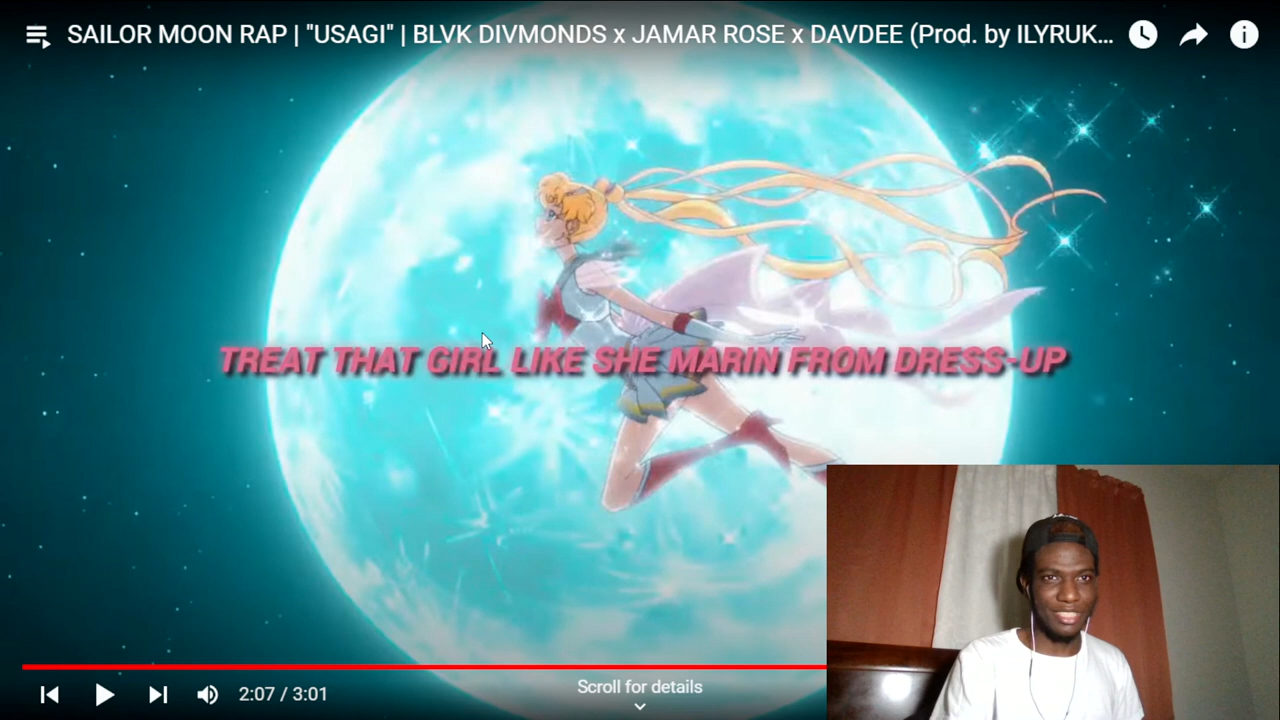 SAILOR MOON RAP | "USAGI" | BLVK DIVMONDS x JAMAR ROSE x DAVDEE (Prod. by ILYRUK...
TREAT THAT GIRL LIKE SHE MARIN FROM DRESS-UP
2:07 / 3:01
Scroll for details